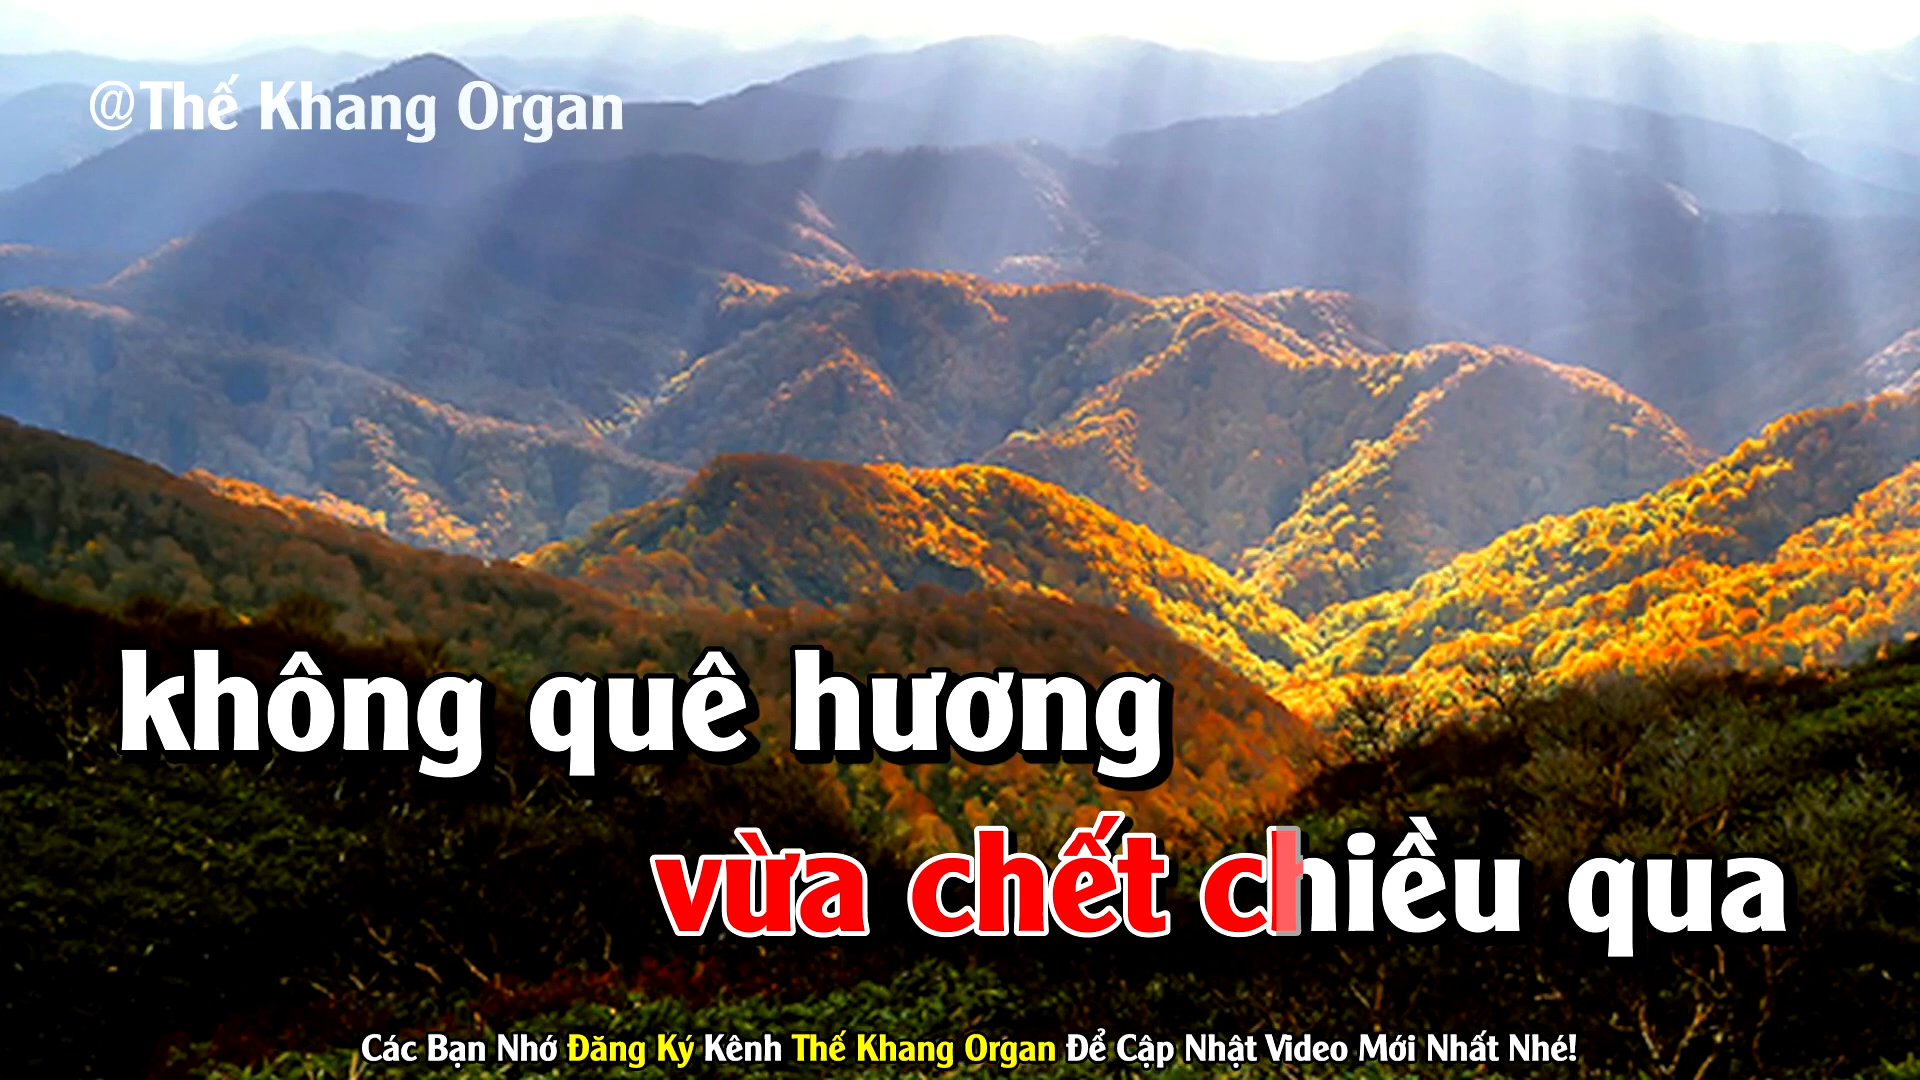 @Thế Khang Organ
không quê hương
vừa chết chiều qua
Các Bạn Nhớ Đăng Ký Kênh Thế Khang Organ Để Cập Nhật Video Mới Nhất Nhé!